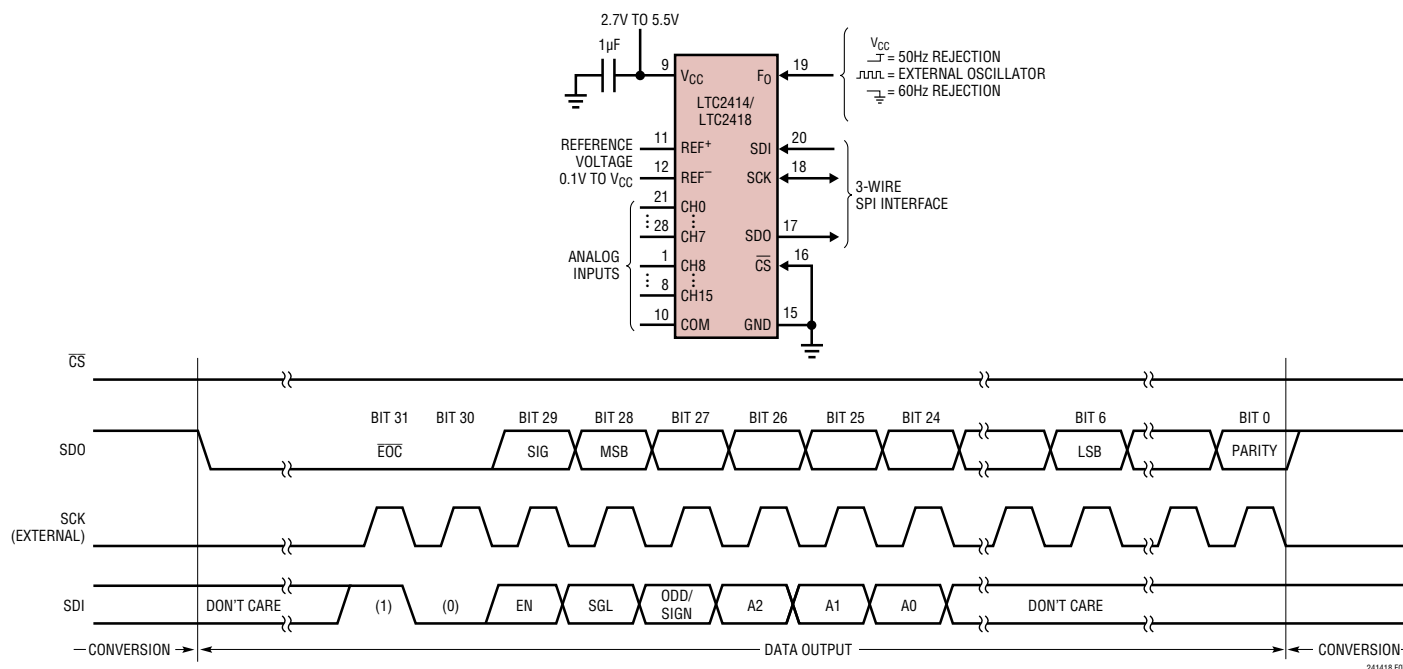 2.7V TO 5.5V
1µF
9
VCC
FO
19
VCC
= 50Hz REJECTION
= EXTERNAL OSCILLATOR
= 60Hz REJECTION
LTC2414/
LTC2418
REFERENCE
VOLTAGE
0.1V TO VCC
11
REF+
12
REF−
SDI
20
SCK
18
3-WIRE
SPI INTERFACE
ANALOG
INPUTS
21
CH0
28
CH7
1
CH8
8
CH15
10
COM
SDO
17
CS
16
GND
15
CS
BIT 31
BIT 30
BIT 29
BIT 28
BIT 27
BIT 26
BIT 25
BIT 24
BIT 6
BIT 0
SDO
EOC
SIG
MSB
LSB
PARITY
SCK
(EXTERNAL)
SDI
DON'T CARE
(1)
(0)
EN
SGL
ODD/
SIGN
A2
A1
A0
DON'T CARE
CONVERSION
DATA OUTPUT
CONVERSION